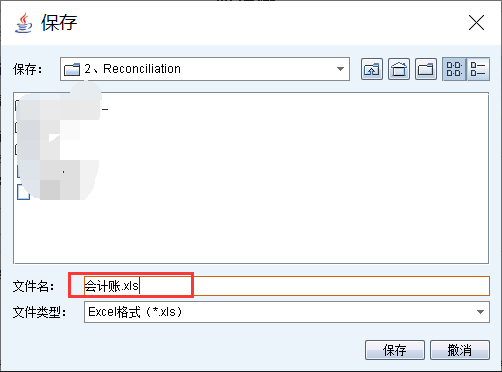 保存
保存： 2、Reconciliation
文件名： 会计账.xls
文件类型： Excel格式（*.xls）
保存 撤消